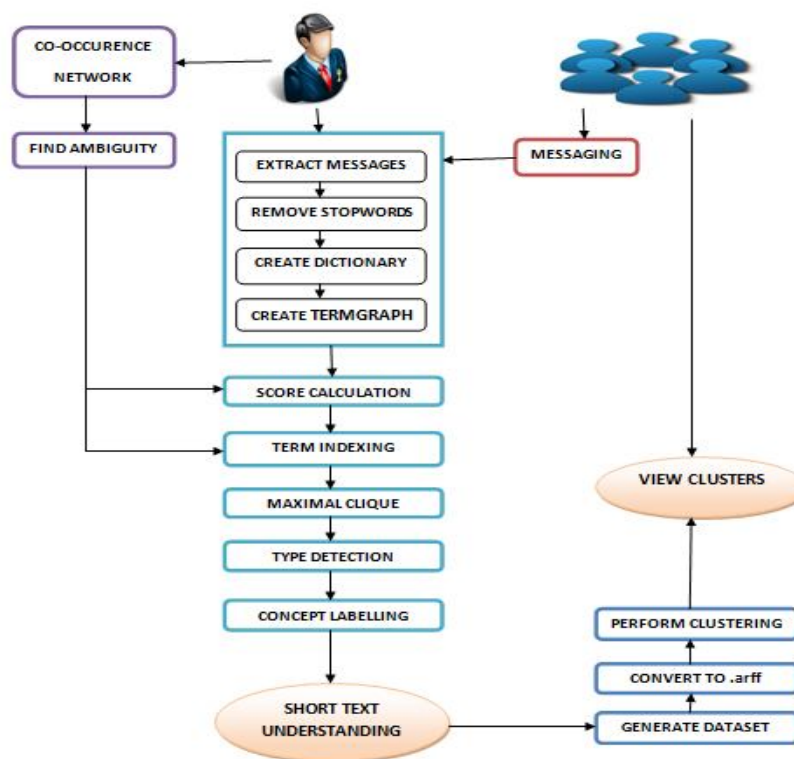 CO-OCCURENCE
NETWORK
FIND AMBIGUITY
MESSAGING
EXTRACT MESSAGES
REMOVE STOPWORDS
CREATE DICTIONARY
CREATE TERMGRAPH
SCORE CALCULATION
TERM INDEXING
MAXIMAL CLIQUE
TYPE DETECTION
CONCEPT LABELLING
SHORT TEXT
UNDERSTANDING
VIEW CLUSTERS
PERFORM CLUSTERING
CONVERT TO .arff
GENERATE DATASET